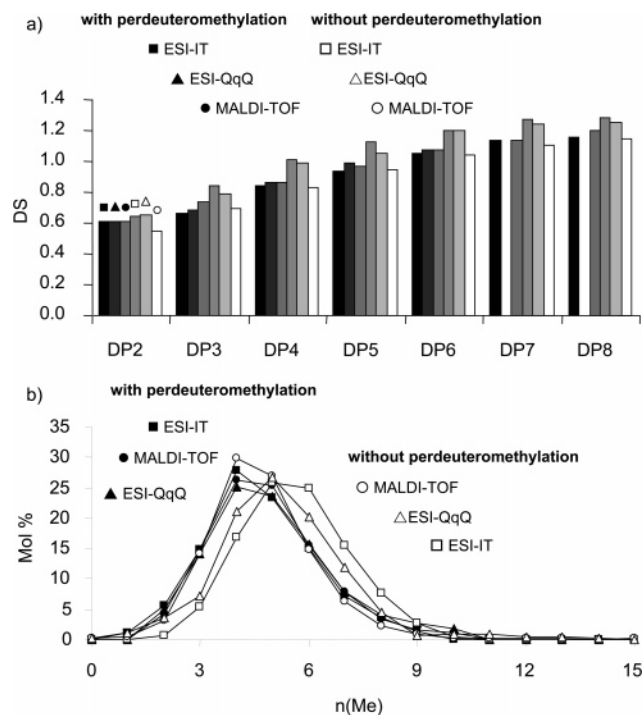 a) with perdeuteromethylation without perdeuteromethylation
■ ESI-IT □ ESI-IT
▲ ESI-QqQ △ ESI-QqQ
● MALDI-TOF ○ MALDI-TOF
DS
1.4
1.2
1.0
0.8
0.6
0.4
0.2
0.0
DP2 DP3 DP4 DP5 DP6 DP7 DP8
b) with perdeuteromethylation
■ ESI-IT
● MALDI-TOF
▲ ESI-QqQ
without perdeuteromethylation
○ MALDI-TOF
△ ESI-QqQ
□ ESI-IT
Mol %
35
30
25
20
15
10
5
0
0 3 6 9 12 15
n(Me)